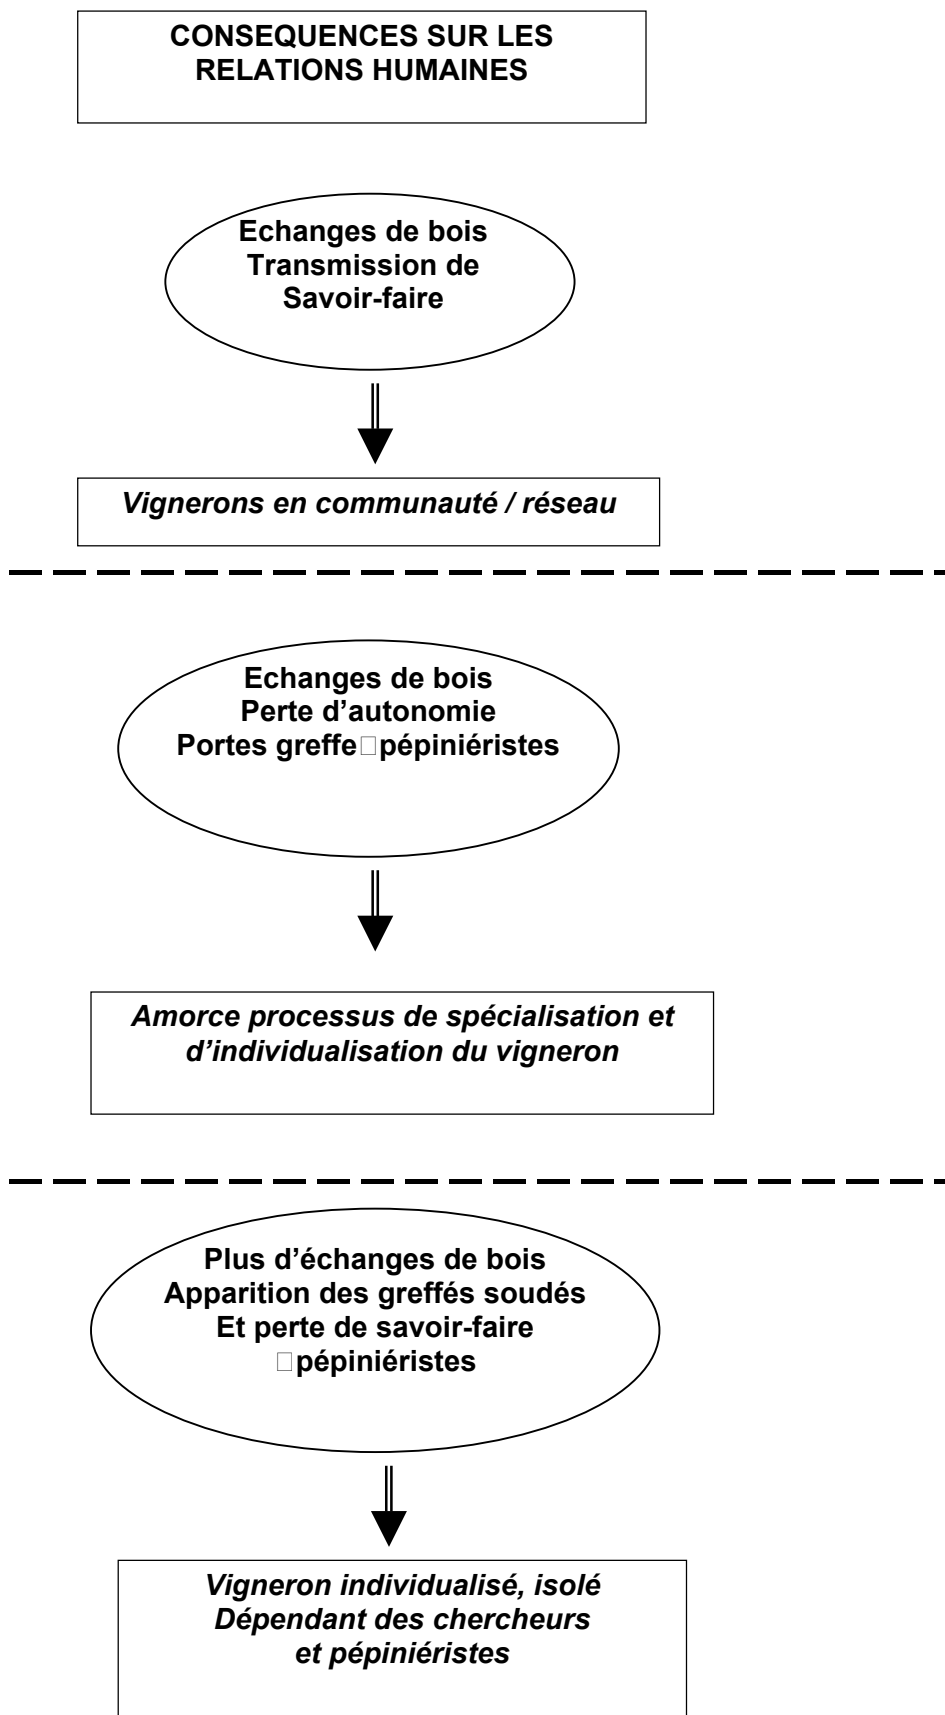 CONSEQUENCES SUR LES
RELATIONS HUMAINES
Echanges de bois
Transmission de
Savoir-faire
Vignerons en communauté / réseau
Echanges de bois
Perte d’autonomie
Portes greffe□pépiniéristes
Amorce processus de spécialisation et
d’individualisation du vigneron
Plus d’échanges de bois
Apparition des greffés soudés
Et perte de savoir-faire
□pépiniéristes
Vigneron individualisé, isolé
Dépendant des chercheurs
et pépiniéristes